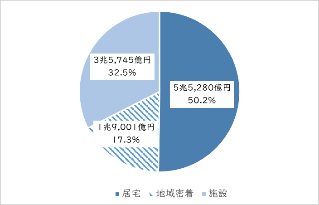 3兆5,745億円
32.5%
5兆5,280億円
50.2%
1兆9,001億円
17.3%
居宅 地域密着 施設